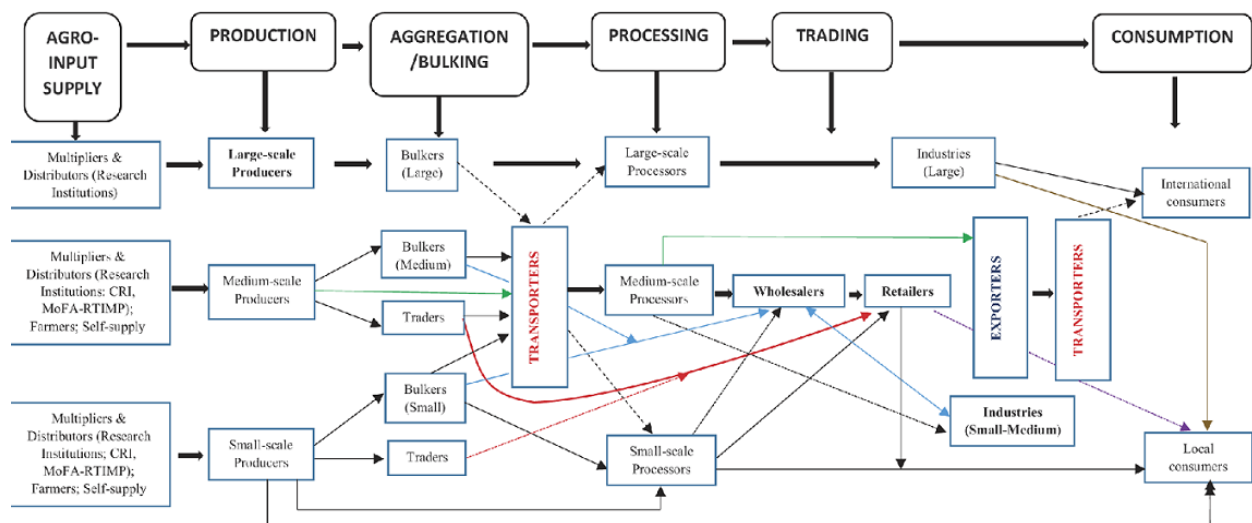 AGRO-
INPUT
SUPPLY
PRODUCTION
AGGREGATION
/BULKING
PROCESSING
TRADING
CONSUMPTION
Multipliers &
Distributors (Research
Institutions)
Large-scale
Producers
Bulkers
(Large)
Large-scale
Processors
Industries
(Large)
International
consumers
Multipliers &
Distributors (Research
Institutions: CRI,
MoFA-RTIMP);
Farmers; Self-supply
Medium-scale
Producers
Bulkers
(Medium)
Traders
TRANSPORTERS
Medium-scale
Processors
Wholesalers
Retailers
EXPORTERS
TRANSPORTERS
Multipliers &
Distributors (Research
Institutions; CRI,
MoFA-RTIMP);
Farmers; Self-supply
Small-scale
Producers
Bulkers
(Small)
Traders
Small-scale
Processors
Industries
(Small-Medium)
Local
consumers